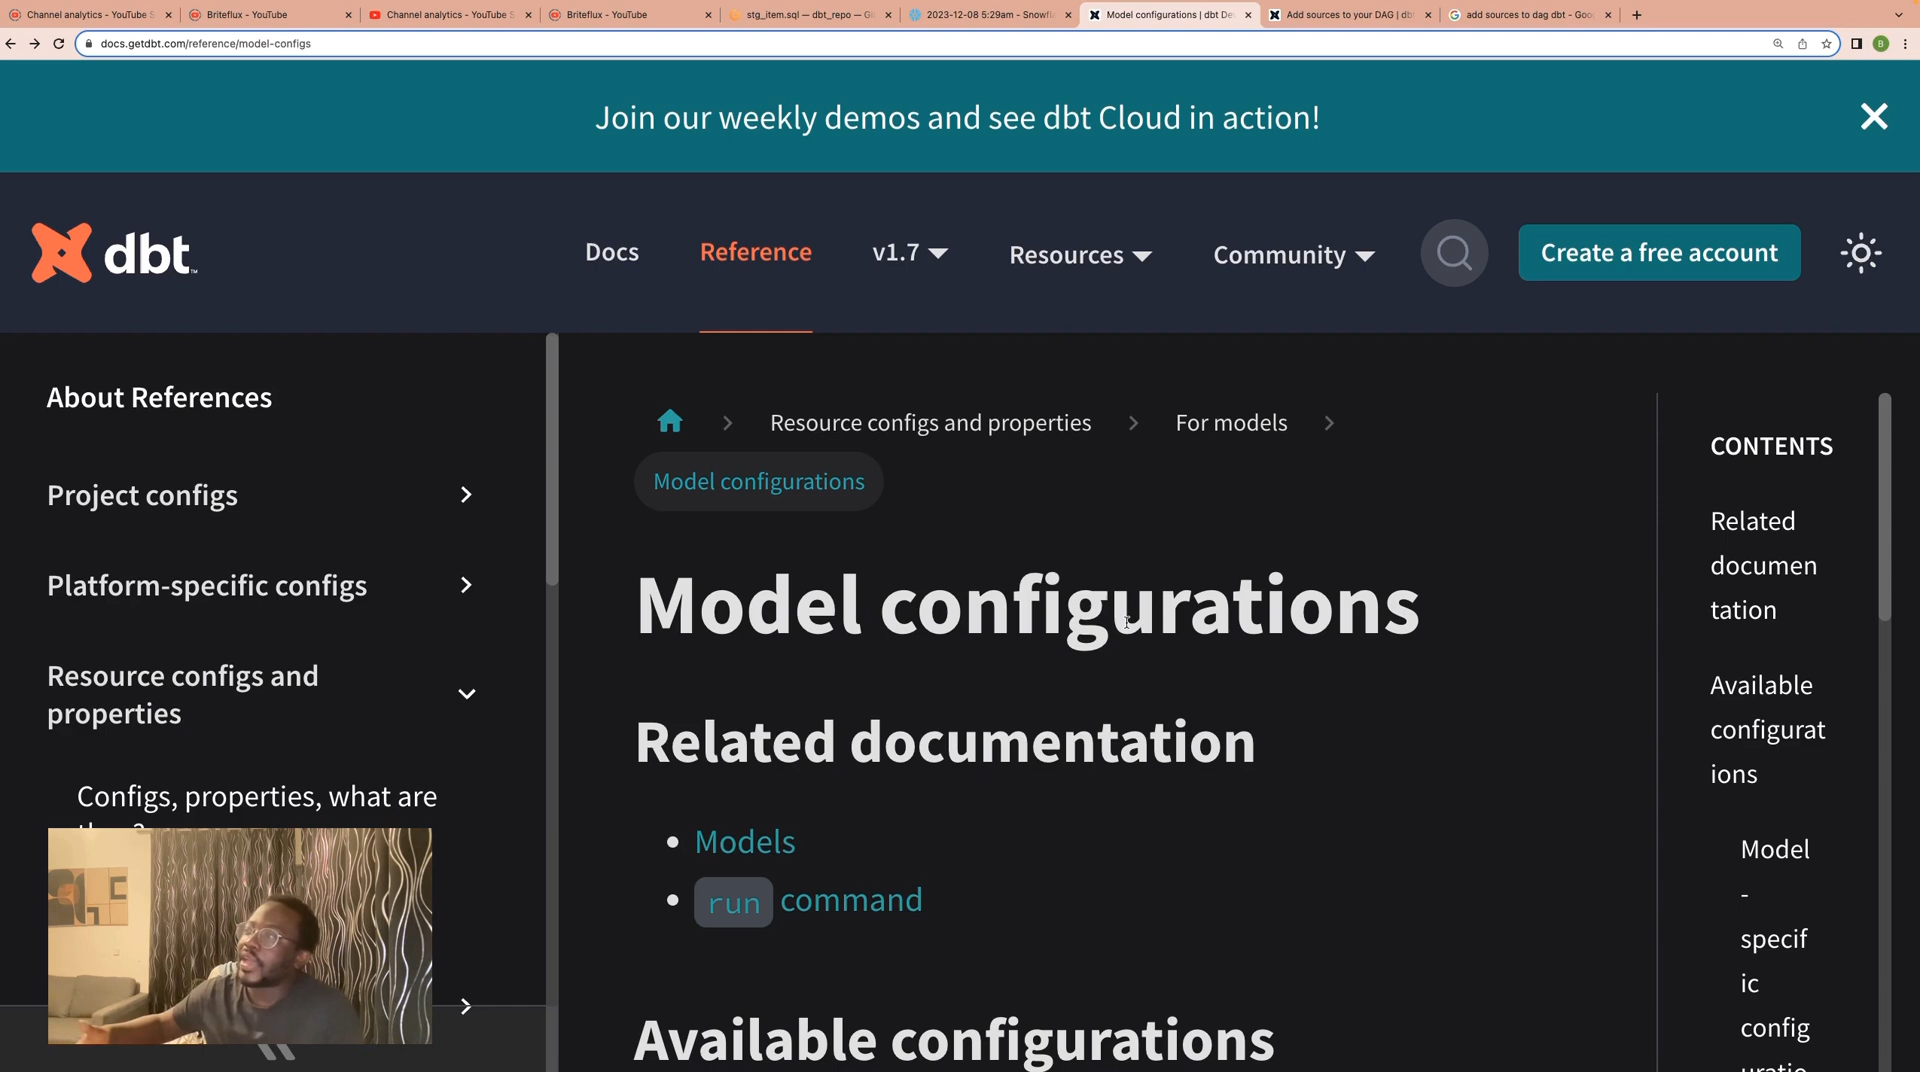 Channel analytics - YouTube S
Briteflux - YouTube
Channel analytics - YouTube S
Briteflux - YouTube
stg_item.sql — dbt_repo — Gi
2023-12-08 5:29am - Snowfl
Model configurations | dbt De
Add sources to your DAG | dbt
add sources to dag dbt - Goo
docs.getdbt.com/reference/model-configs
B
Join our weekly demos and see dbt Cloud in action!
dbt
Docs
Reference
v1.7
Resources
Community
Create a free account
About References
Project configs
Platform-specific configs
Resource configs and
properties
Configs, properties, what are
Resource configs and properties
For models
Model configurations
Model configurations
Related documentation
Models
run command
Available configurations
CONTENTS
Related
documen
tation
Available
configurat
ions
Model
-
specif
ic
config
uratio